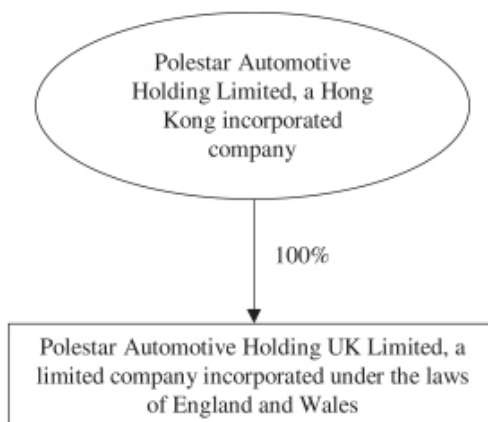 Polestar Automotive
Holding Limited, a Hong
Kong incorporated
company
100%
Polestar Automotive Holding UK Limited, a
limited company incorporated under the laws
of England and Wales